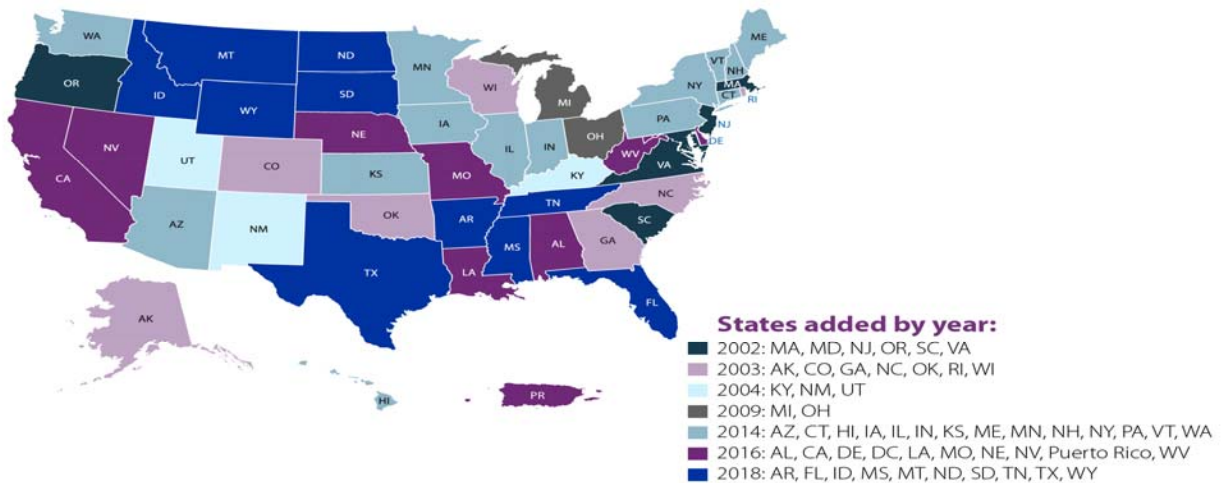 WA
MT
ND
MN
ME
VT
NH
OR
ID
SD
WI
NY
MA
CT
RI
WY
MI
IA
PA
NJ
NE
NV
UT
IL
IN
OH
DE
CA
CO
WV
VA
KS
MO
KY
NC
TN
AZ
NM
OK
AR
SC
MS
AL
GA
TX
LA
FL
AK
HI
PR
States added by year:
2002: MA, MD, NJ, OR, SC, VA
2003: AK, CO, GA, NC, OK, RI, WI
2004: KY, NM, UT
2009: MI, OH
2014: AZ, CT, HI, IA, IL, IN, KS, ME, MN, NH, NY, PA, VT, WA
2016: AL, CA, DE, DC, LA, MO, NE, NV, Puerto Rico, WV
2018: AR, FL, ID, MS, MT, ND, SD, TN, TX, WY